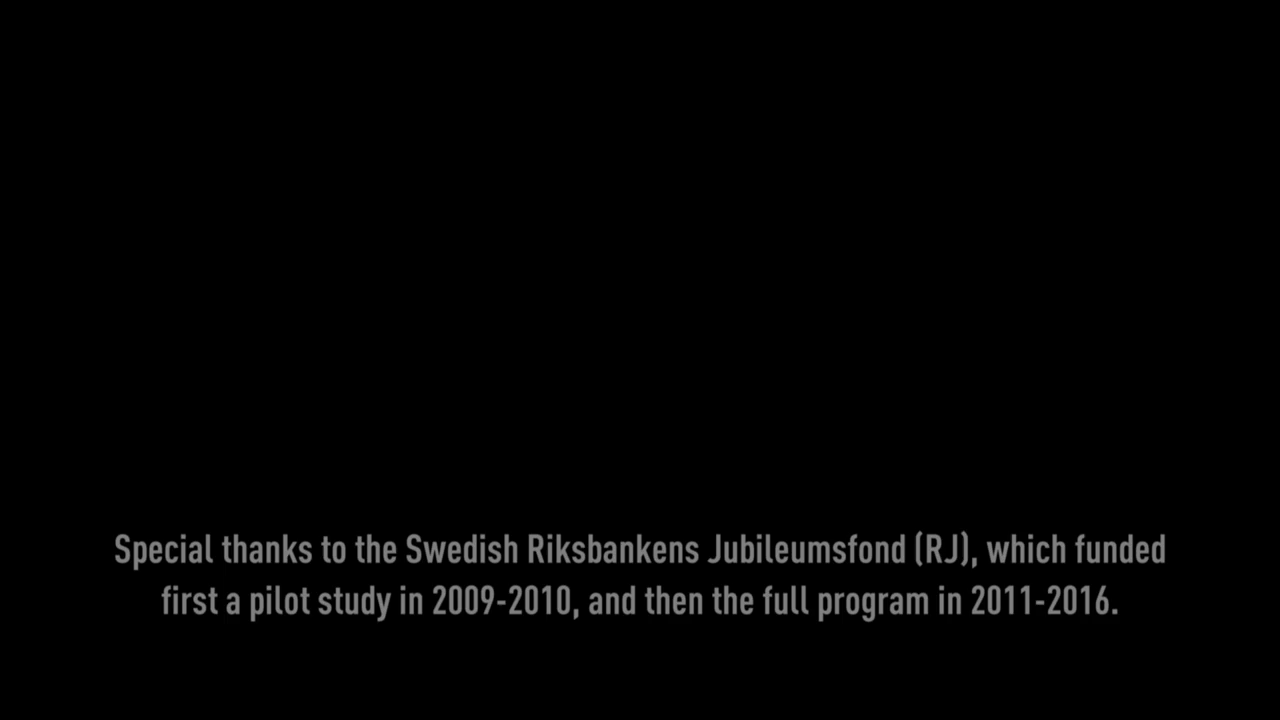 Special thanks to the Swedish Riksbankens Jubileumsfond (RJ), which funded
first a pilot study in 2009-2010, and then the full program in 2011-2016.